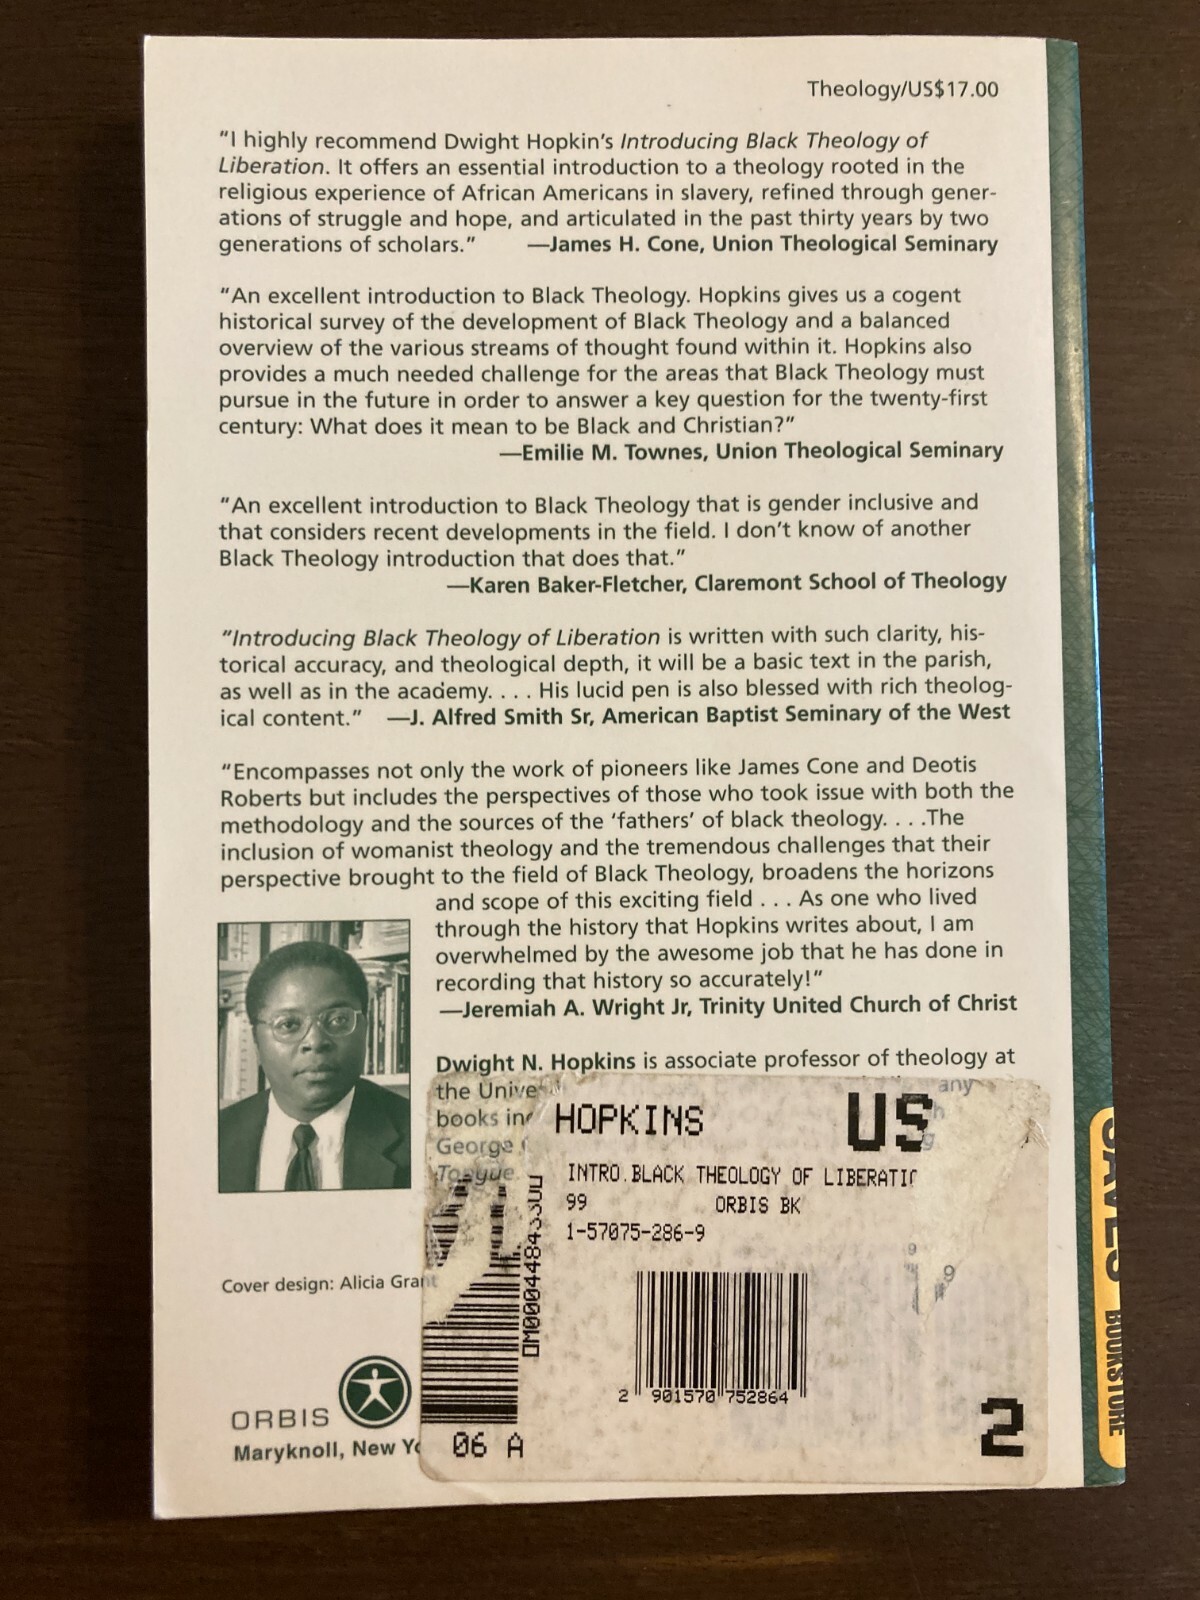 Theology/US$17.00
“I highly recommend Dwight Hopkin’s Introducing Black Theology of
Liberation. It offers an essential introduction to a theology rooted in the
religious experience of African Americans in slavery, refined through gener-
ations of struggle and hope, and articulated in the past thirty years by two
generations of scholars.” —James H. Cone, Union Theological Seminary
“An excellent introduction to Black Theology. Hopkins gives us a cogent
historical survey of the development of Black Theology and a balanced
overview of the various streams of thought found within it. Hopkins also
provides a much needed challenge for the areas that Black Theology must
pursue in the future in order to answer a key question for the twenty-first
century: What does it mean to be Black and Christian?”
—Emilie M. Townes, Union Theological Seminary
“An excellent introduction to Black Theology that is gender inclusive and
that considers recent developments in the field. I don’t know of another
Black Theology introduction that does that.”
—Karen Baker-Fletcher, Claremont School of Theology
“Introducing Black Theology of Liberation is written with such clarity, his-
torical accuracy, and theological depth, it will be a basic text in the parish,
as well as in the academy. . . . His lucid pen is also blessed with rich theolog-
ical content.” —J. Alfred Smith Sr, American Baptist Seminary of the West
“Encompasses not only the work of pioneers like James Cone and Deotis
Roberts but includes the perspectives of those who took issue with both the
methodology and the sources of the ‘fathers’ of black theology. . . .The
inclusion of womanist theology and the tremendous challenges that their
perspective brought to the field of Black Theology, broadens the horizons
and scope of this exciting field . . . As one who lived
through the history that Hopkins writes about, I am
overwhelmed by the awesome job that he has done in
recording that history so accurately!”
—Jeremiah A. Wright Jr, Trinity United Church of Christ
Dwight N. Hopkins is associate professor of theology at
the Unive any
books in
George
Tongue
HOPKINS US
INTRO.BLACK THEOLOGY OF LIBERATIO
99 ORBIS BK
1-57075-286-9
2 901570 752864
06 A
2
Cover design: Alicia Grant
ORBIS
Maryknoll, New Yo
BOOKSTORE